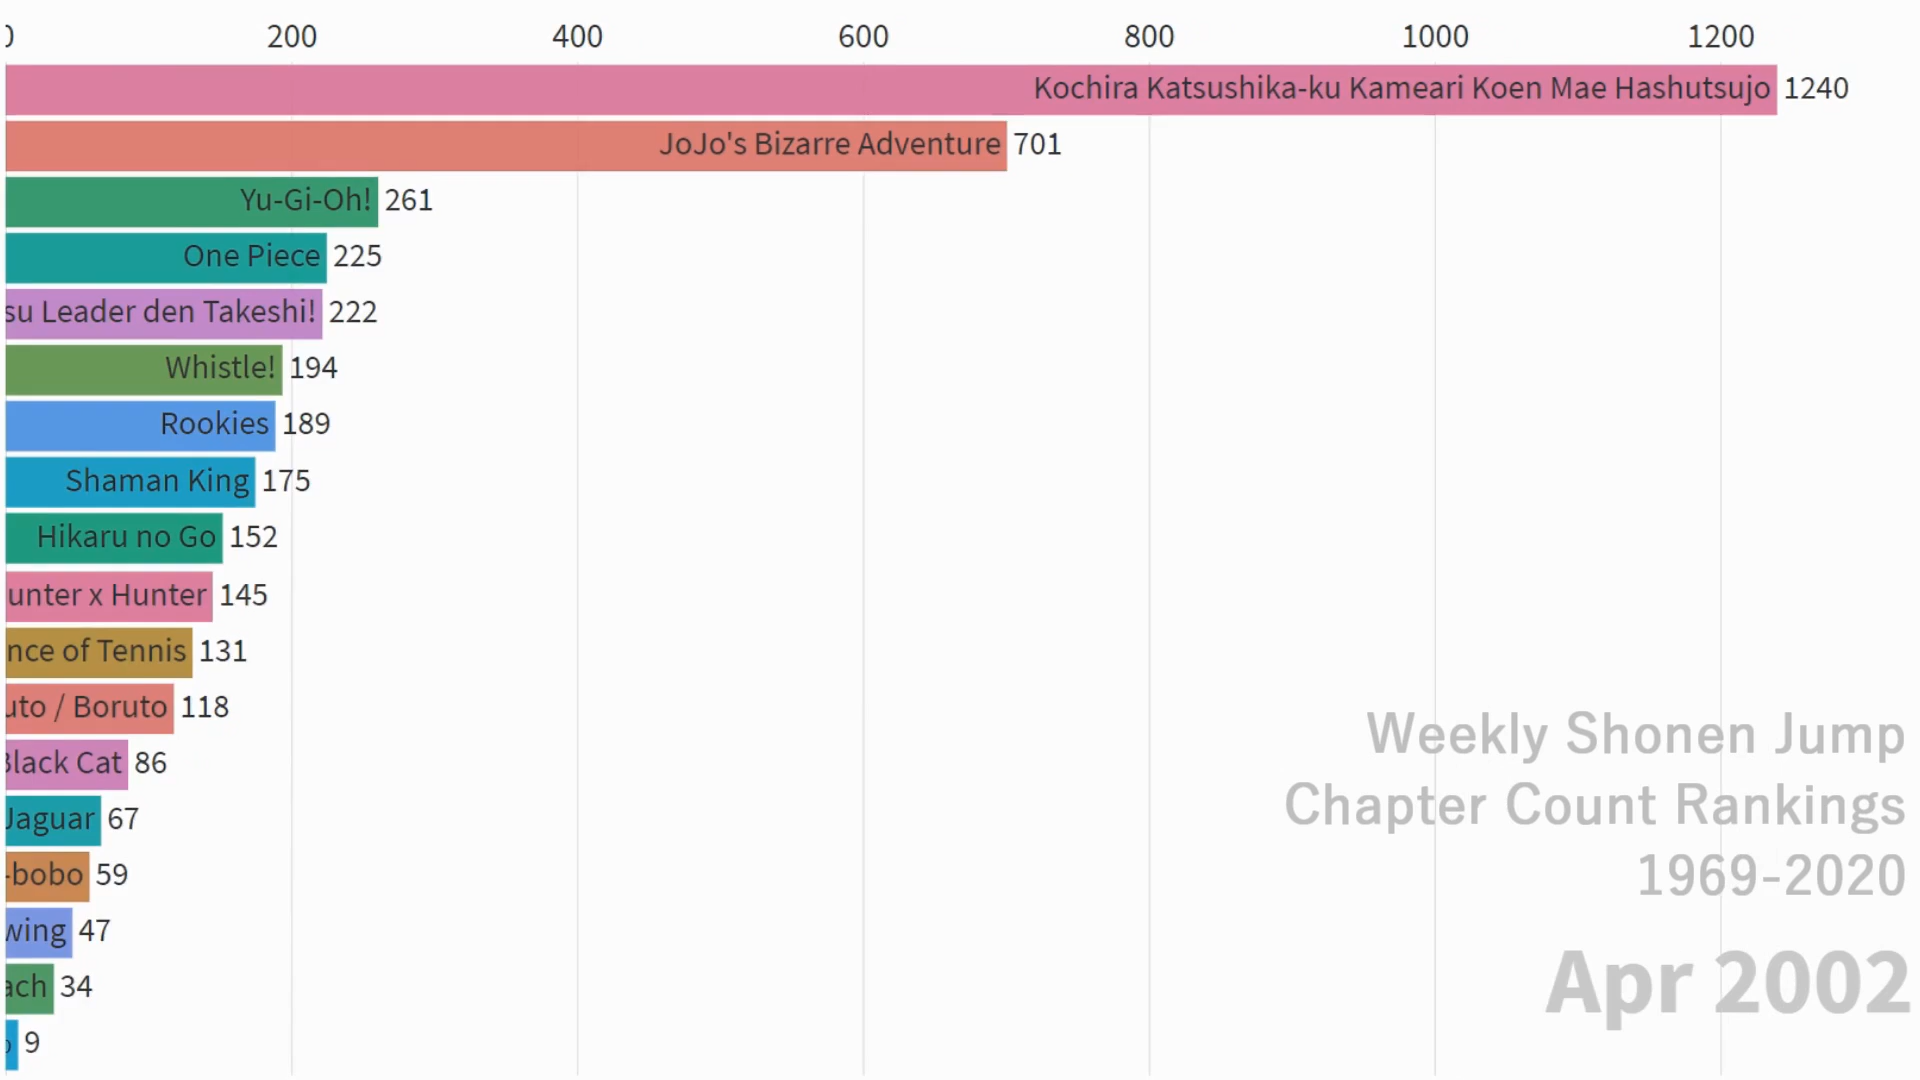 200 400 600 800 1000 1200
Kochira Katsushika-ku Kameari Koen Mae Hashutsujo 1240
JoJo's Bizarre Adventure 701
Yu-Gi-Oh! 261
One Piece 225
su Leader den Takeshi! 222
Whistle! 194
Rookies 189
Shaman King 175
Hikaru no Go 152
unter x Hunter 145
nce of Tennis 131
uto / Boruto 118
Black Cat 86
Jaguar 67
-bobo 59
wing 47
ach 34
9
Weekly Shonen Jump
Chapter Count Rankings
1969-2020
Apr 2002